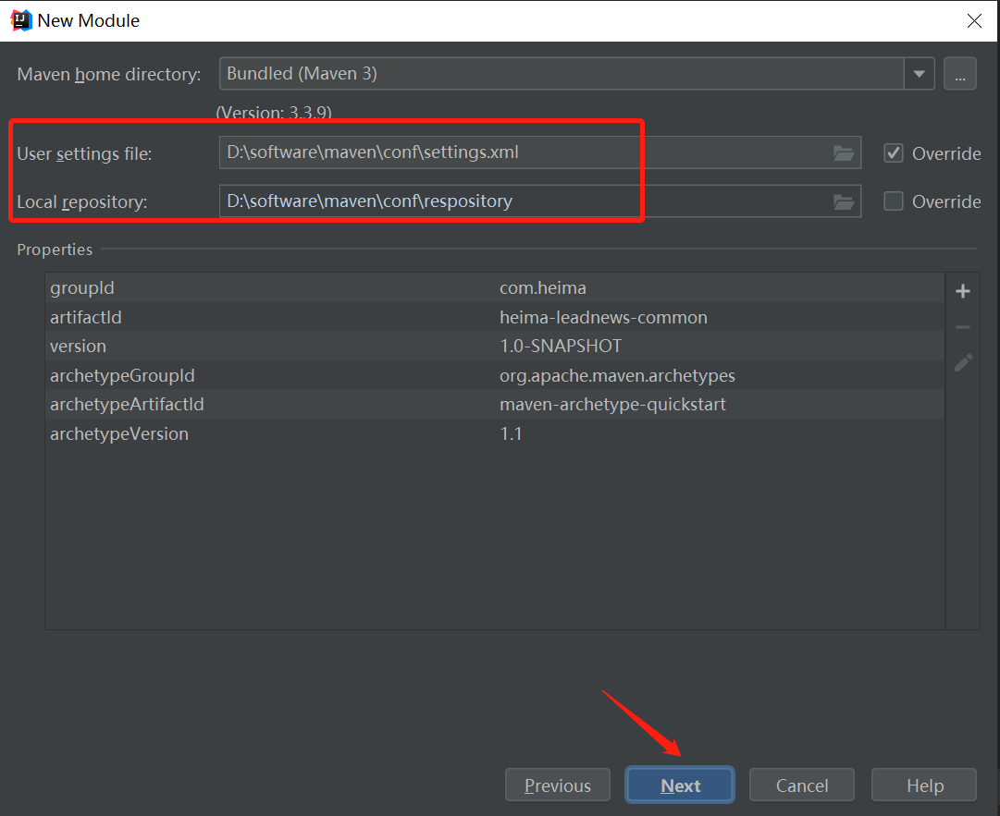 New Module
Maven home directory: Bundled (Maven 3) ...
(Version: 3.3.9)
User settings file: D:\software\maven\conf\settings.xml Override
Local repository: D:\software\maven\conf\respository Override
Properties
groupId com.heima
artifactId heima-leadnews-common
version 1.0-SNAPSHOT
archetypeGroupId org.apache.maven.archetypes
archetypeArtifactId maven-archetype-quickstart
archetypeVersion 1.1
Previous Next Cancel Help